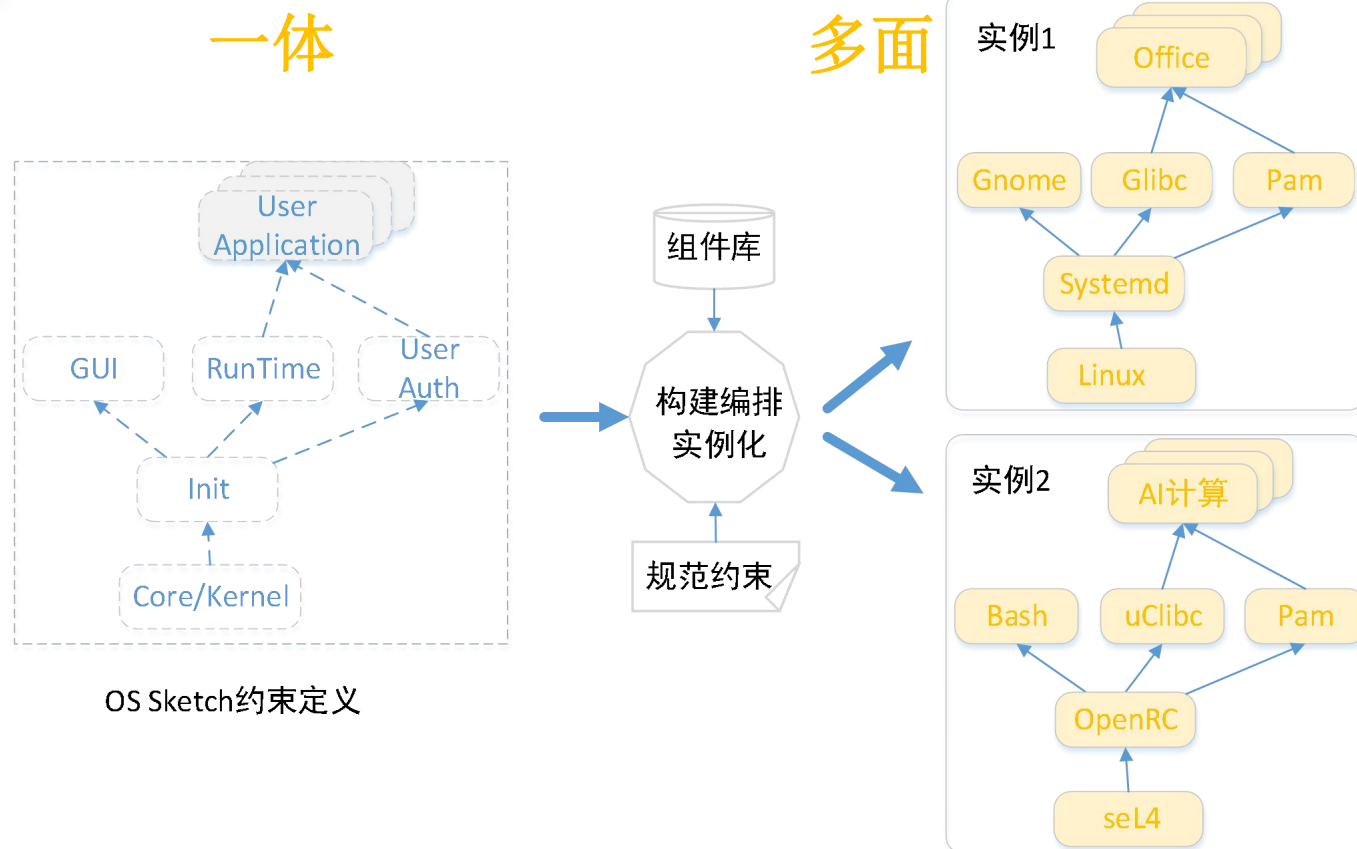 一体
User
Application
GUI
RunTime
User
Auth
Init
Core/Kernel
OS Sketch约束定义
组件库
构建编排
实例化
规范约束
多面
实例1
Office
Gnome
Glibc
Pam
Systemd
Linux
实例2
AI计算
Bash
uClibc
Pam
OpenRC
seL4